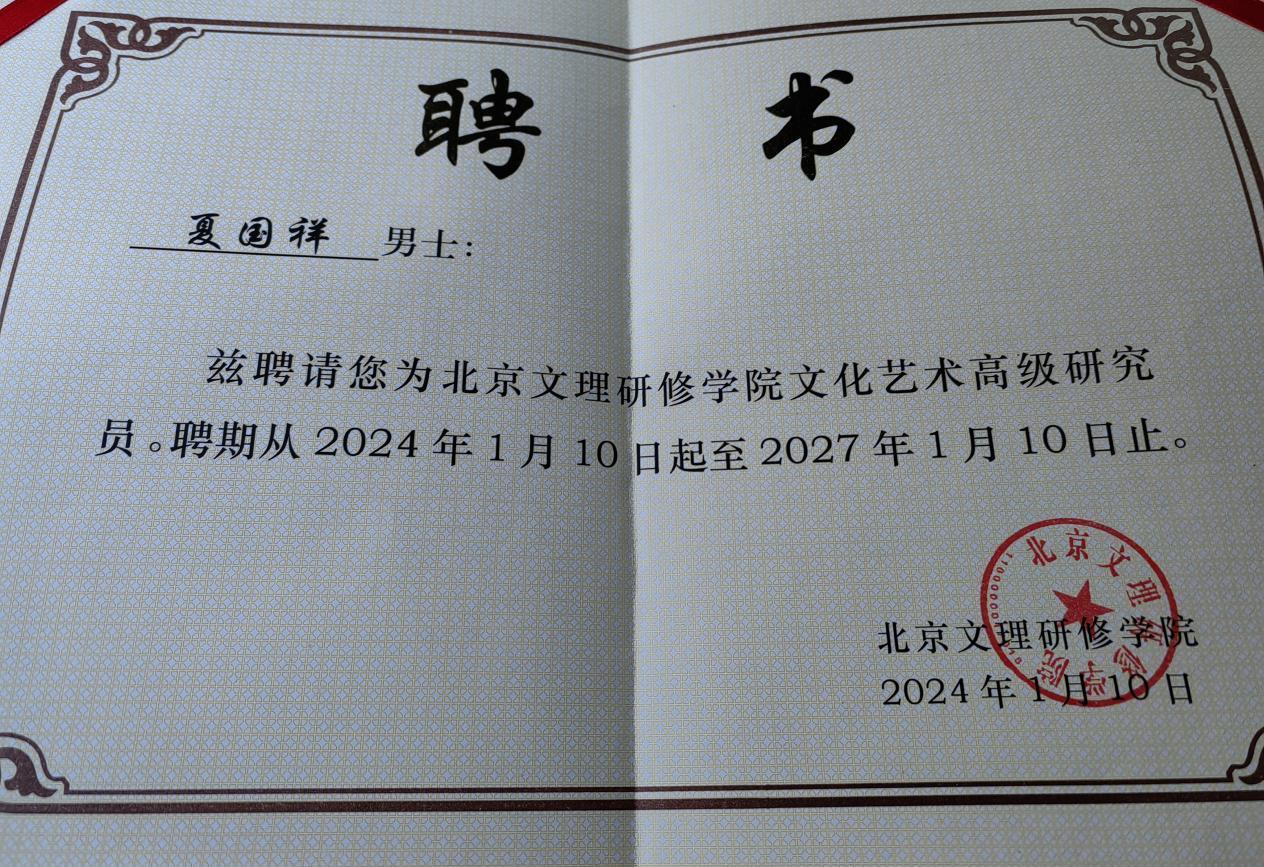 聘书
夏国祥 男士：
兹聘请您为北京文理研修学院文化艺术高级研究
员。聘期从 2024 年 1 月 10 日起至 2027 年 1 月 10 日止。
北京文理研修学院
北京文理研修学院
2024 年 1 月 10 日